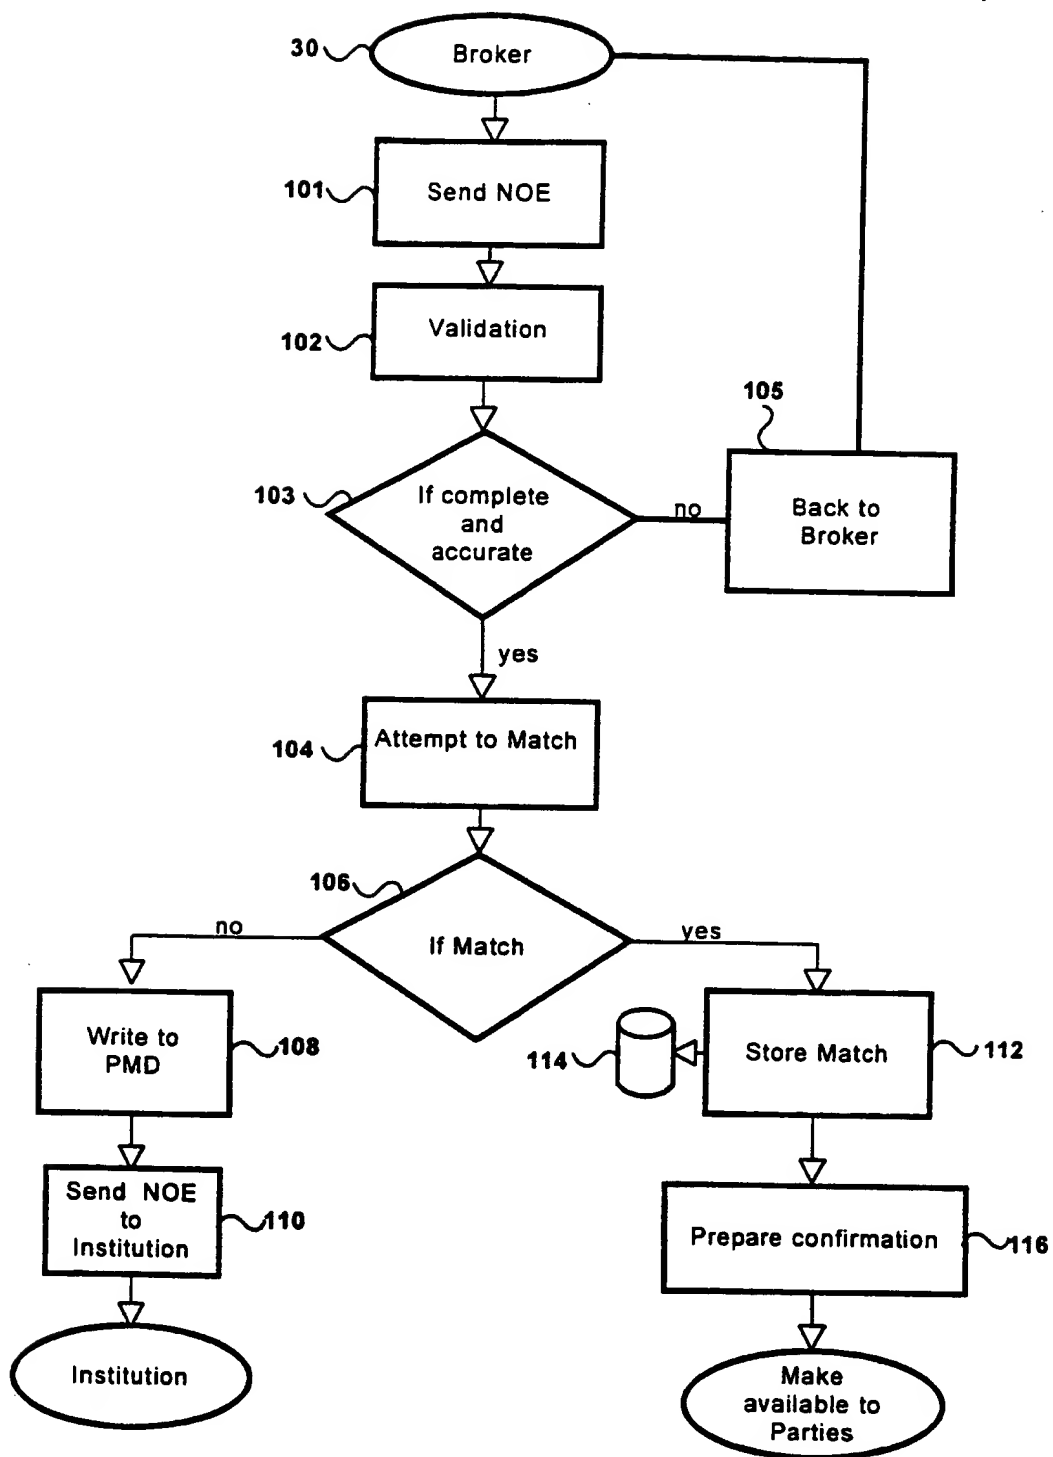 30
Broker
101
Send NOE
102
Validation
105
103
If complete
and
accurate
no
Back to
Broker
yes
104
Attempt to Match
106
no
If Match
yes
Write to
PMD
108
114
Store Match
112
Send NOE
to
Institution
110
Prepare confirmation
116
Institution
Make
available to
Parties